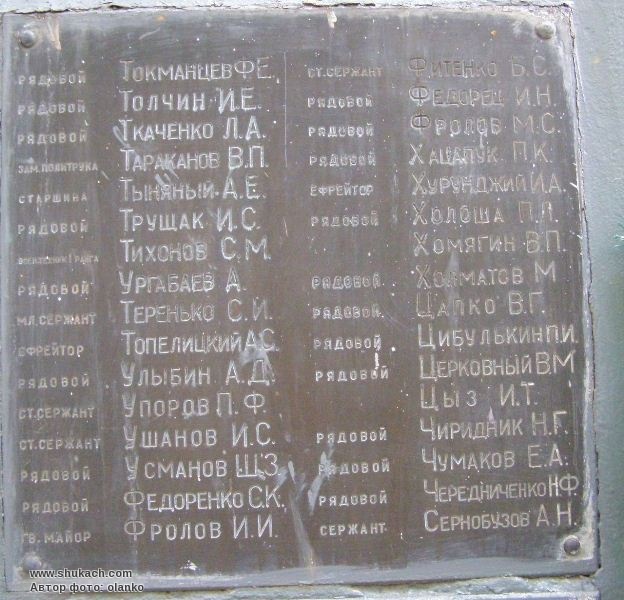 РЯДОВОЙ ТОКМАНЦЕВ Ф.Е.
РЯДОВОЙ ТОЛЧИН И.Е.
РЯДОВОЙ ТКАЧЕНКО Л.А.
ЗАМ.ПОЛИТРУКА ТАРАКАНОВ В.П.
СТАРШИНА ТЫНЯНЫЙ А.Е.
РЯДОВОЙ ТРУЩАК И.С.
ВОЕНТЕХНИК I РАНГА ТИХОНОВ С.М.
РЯДОВОЙ УРГАБАЕВ А.
МЛ.СЕРЖАНТ ТЕРЕНЬКО С.И.
ЕФРЕЙТОР ТОПЕЛИЦКИЙ А.С.
РЯДОВОЙ УЛЫБИН А.Д.
СТ.СЕРЖАНТ УПОРОВ П.Ф.
СТ.СЕРЖАНТ УШАНОВ И.С.
РЯДОВОЙ УСМАНОВ Ш.З.
РЯДОВОЙ ФЕДОРЕНКО С.К.
ГВ.МАЙОР ФРОЛОВ И.И.
СТ.СЕРЖАНТ ФИТЕНКО Б.С.
РЯДОВОЙ ФЕДОРЕЦ И.Н.
РЯДОВОЙ ФРОЛОВ М.С.
РЯДОВОЙ ХАЦАПУК П.К.
ЕФРЕЙТОР ХУРУНДЖИЙ И.А.
РЯДОВОЙ ХОЛОША П.Л.
ХОМЯГИН В.П.
РЯДОВОЙ ХОЛМАТОВ М
РЯДОВОЙ ЦАПКО В.Г.
РЯДОВОЙ ЦИБУЛЬКИН П.И.
РЯДОВОЙ ЦЕРКОВНЫЙ В.М
ЦЫЗ И.Т.
РЯДОВОЙ ЧИРИДНИК Н.Г.
РЯДОВОЙ ЧУМАКОВ Е.А.
РЯДОВОЙ ЧЕРЕДНИЧЕНКО Н.Ф.
СЕРЖАНТ СЕРНОБУЗОВ А.Н.
www.shukach.com
Автор фото: olanko